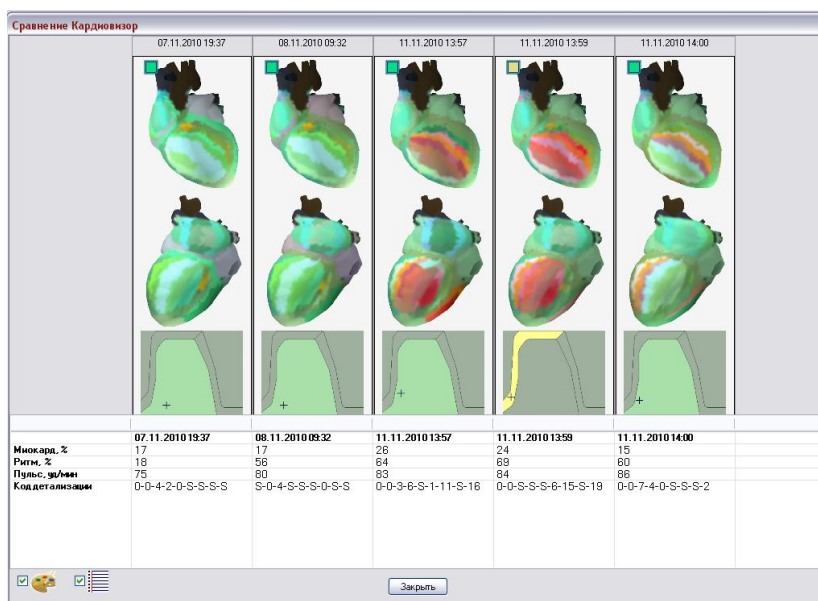 Сравнение Кардиовизор
07.11.2010 19:37 08.11.2010 09:32 11.11.2010 13:57 11.11.2010 13:59 11.11.2010 14:00
07.11.2010 19:37 08.11.2010 09:32 11.11.2010 13:57 11.11.2010 13:59 11.11.2010 14:00
Миокард, % 17 17 26 24 15
Ритм, % 18 56 64 69 60
Пульс, уд/мин 75 80 83 84 86
Код детализации 0-0-4-2-0-S-S-S-S S-0-4-S-S-S-0-S-S 0-0-3-6-S-1-11-S-16 0-0-S-S-S-6-15-S-19 0-0-7-4-0-S-S-S-2
Закрыть